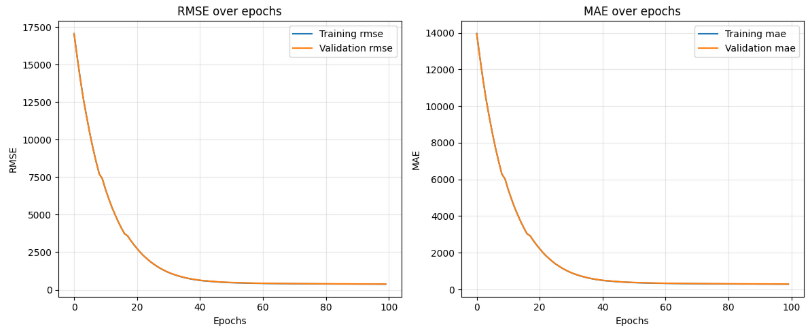 RMSE over epochs
17500
15000
12500
10000
7500
5000
2500
0
RMSE
Training rmse
Validation rmse
0
20
40
60
80
100
Epochs
MAE over epochs
14000
12000
10000
8000
6000
4000
2000
0
MAE
Training mae
Validation mae
0
20
40
60
80
100
Epochs